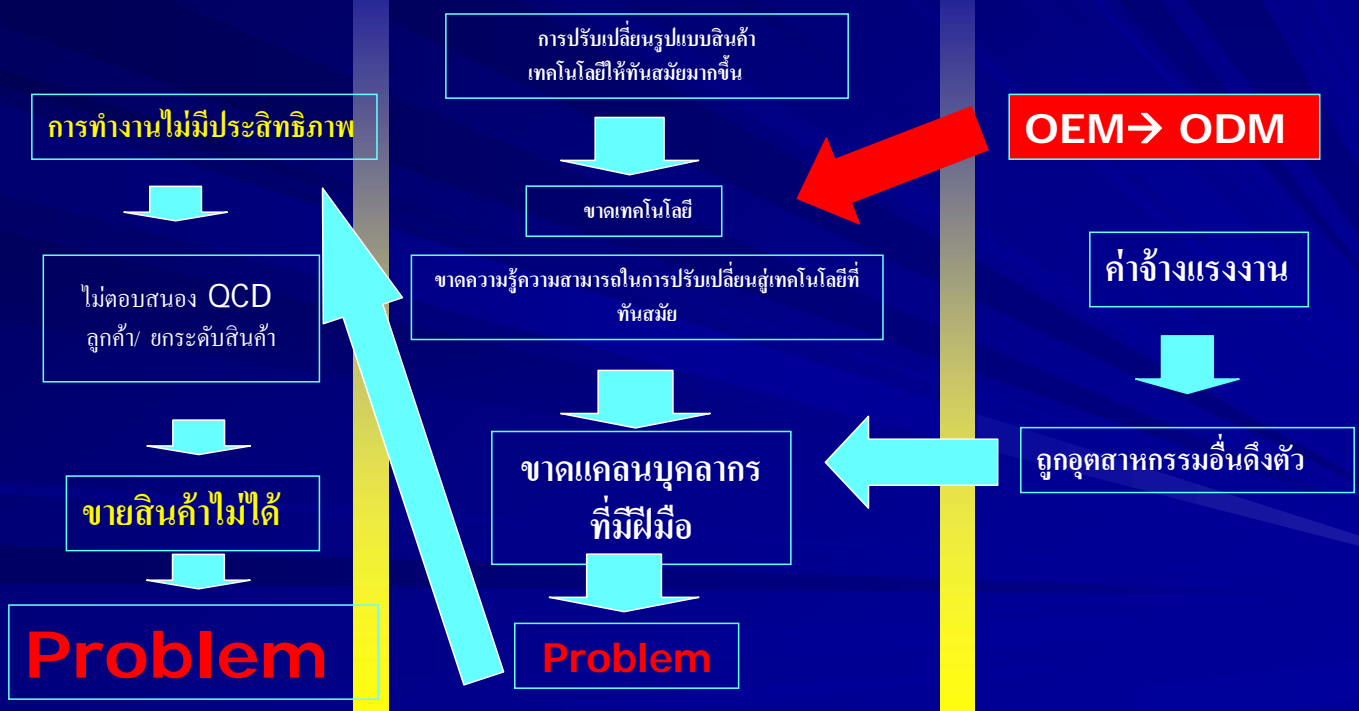 การทำงานไม่มีประสิทธิภาพ
ไม่ตอบสนอง QCD
ลูกค้า/ ยกระดับสินค้า
ขายสินค้าไม่ได้
Problem
การปรับเปลี่ยนรูปแบบสินค้า
เทคโนโลยีให้ทันสมัยมากขึ้น
ขาดเทคโนโลยี
ขาดความรู้ความสามารถในการปรับเปลี่ยนสู่เทคโนโลยีที่
ทันสมัย
ขาดแคลนบุคลากร
ที่มีฝีมือ
Problem
OEM→ ODM
ค่าจ้างแรงงาน
ถูกอุตสาหกรรมอื่นดึงตัว